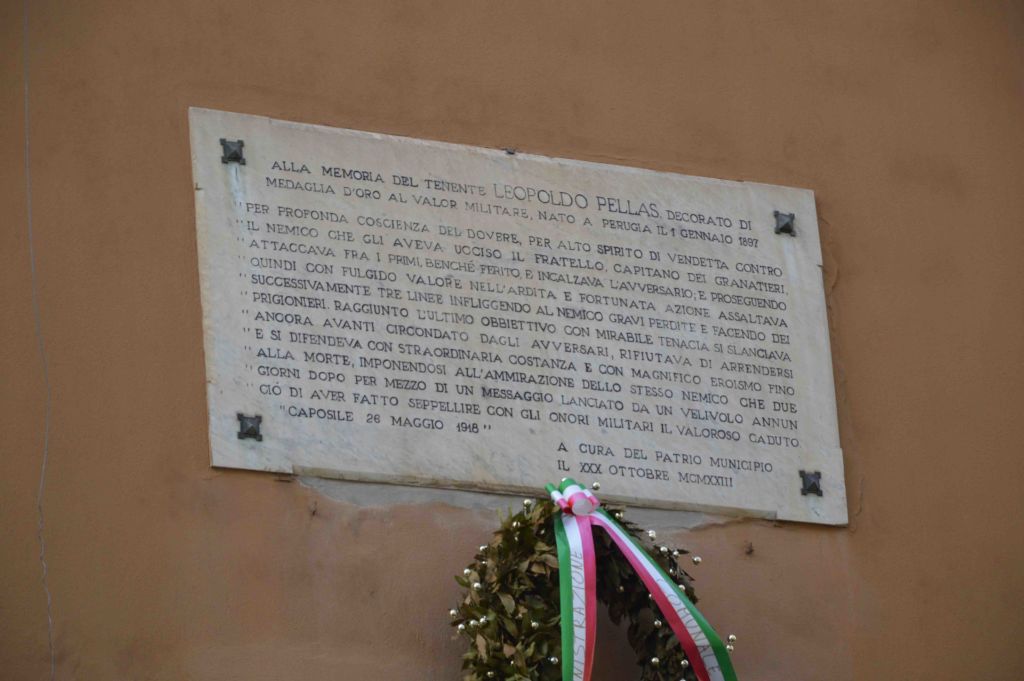 ALLA MEMORIA DEL TENENTE LEOPOLDO PELLAS, DECORATO DI
MEDAGLIA D'ORO AL VALOR MILITARE, NATO A PERUGIA IL 1 GENNAIO 1897
"PER PROFONDA COSCIENZA DEL DOVERE, PER ALTO SPIRITO DI VENDETTA CONTRO
"IL NEMICO CHE GLI AVEVA UCCISO IL FRATELLO, CAPITANO DEI GRANATIERI,
"ATTACCAVA FRA I PRIMI, BENCHÉ FERITO, E INCALZAVA L'AVVERSARIO; E PROSEGUENDO
"QUINDI CON FULGIDO VALORE NELL'ARDITA E FORTUNATA AZIONE ASSALTAVA
"SUCCESSIVAMENTE TRE LINEE INFLIGGENDO AL NEMICO GRAVI PERDITE E FACENDO DEI
"PRIGIONIERI. RAGGIUNTO L'ULTIMO OBBIETTIVO CON MIRABILE TENACIA SI SLANCIAVA
"ANCORA AVANTI CIRCONDATO DAGLI AVVERSARI, RIFIUTAVA DI ARRENDERSI
"E SI DIFENDEVA CON STRAORDINARIA COSTANZA E CON MAGNIFICO EROISMO FINO
"ALLA MORTE, IMPONENDOSI ALL'AMMIRAZIONE DELLO STESSO NEMICO CHE DUE
"GIORNI DOPO PER MEZZO DI UN MESSAGGIO LANCIATO DA UN VELIVOLO ANNUN
"CIÒ DI AVER FATTO SEPPELLIRE CON GLI ONORI MILITARI IL VALOROSO CADUTO
"CAPOSILE 26 MAGGIO 1918"
A CURA DEL PATRIO MUNICIPIO
IL XXX OTTOBRE MCMXXIII
NISTRAZIONE
COMUNALE